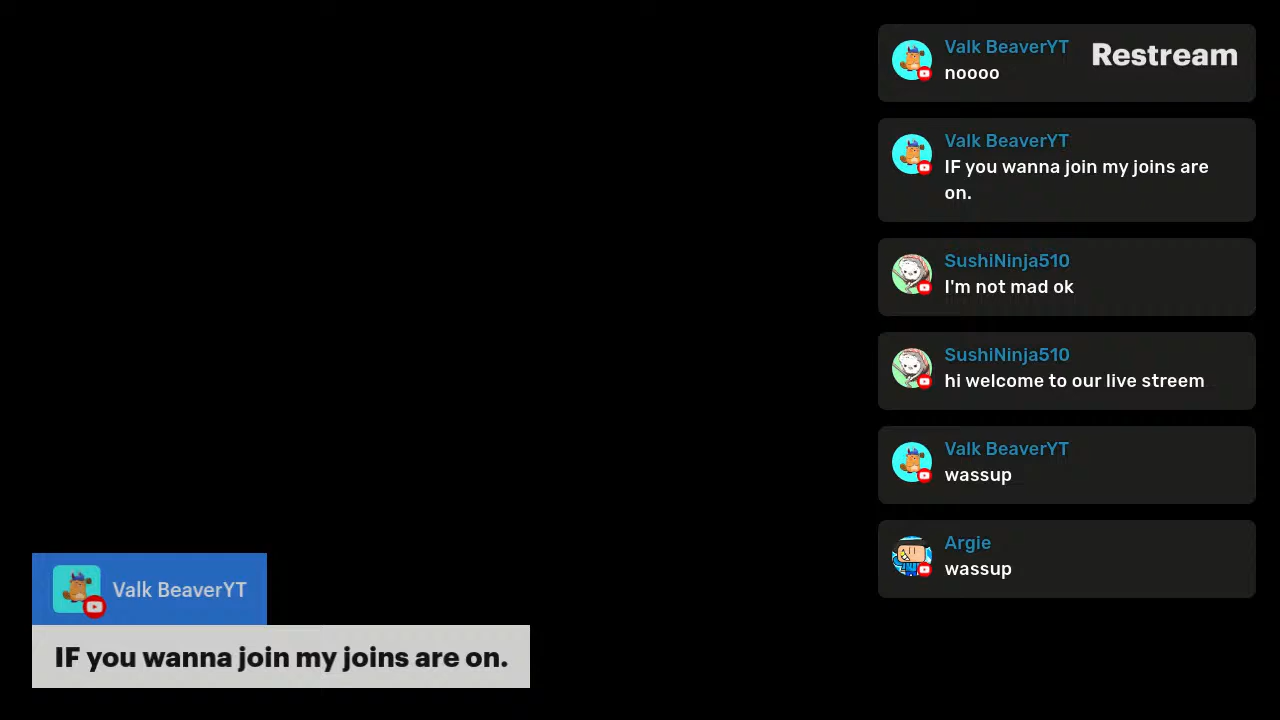 Valk BeaverYT
Restream
noooo
Valk BeaverYT
IF you wanna join my joins are
on.
SushiNinja510
I'm not mad ok
SushiNinja510
hi welcome to our live streem
Valk BeaverYT
wassup
Argie
wassup
Valk BeaverYT
IF you wanna join my joins are on.